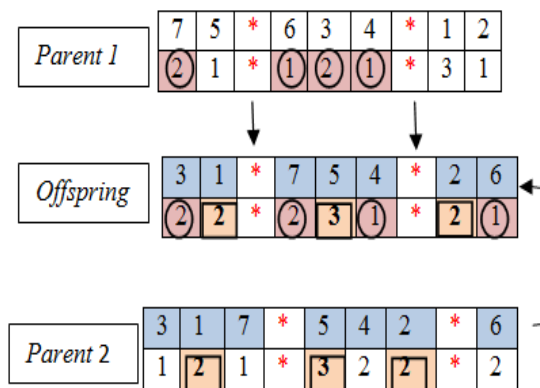 7 5 * 6 3 4 * 1 2
Parent 1
2 1 * 1 2 1 * 3 1
3 1 * 7 5 4 * 2 6
Offspring
2 2 * 2 3 1 * 2 1
3 1 7 * 5 4 2 * 6
Parent 2
1 2 1 * 3 2 2 * 2